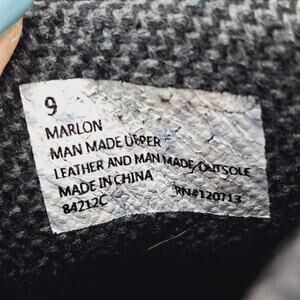 9
MARLON
MAN MADE UPPER
LEATHER AND MAN MADE OUTSOLE
MADE IN CHINA
84212C RN#120713